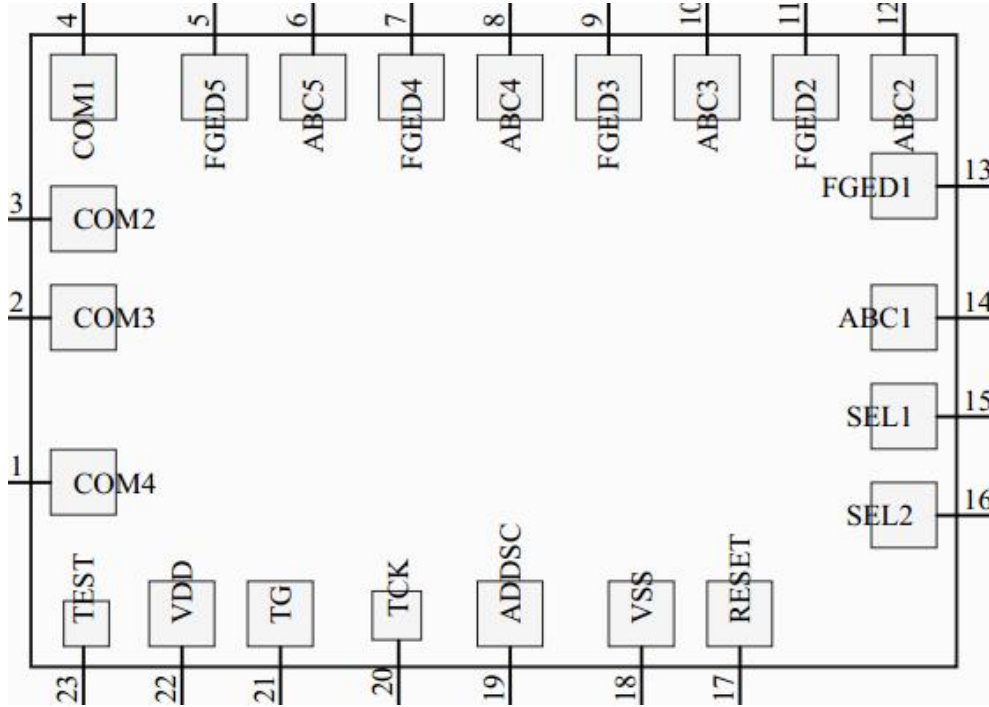 4 5 6 7 8 9 10 11 12
COM1 FGED5 ABC5 FGED4 ABC4 FGED3 ABC3 FGED2 ABC2
FGED1 13
3 COM2
2 COM3 ABC1 14
SEL1 15
1 COM4
SEL2 16
TEST VDD TG TCK ADDSC VSS RESET
23 22 21 20 19 18 17